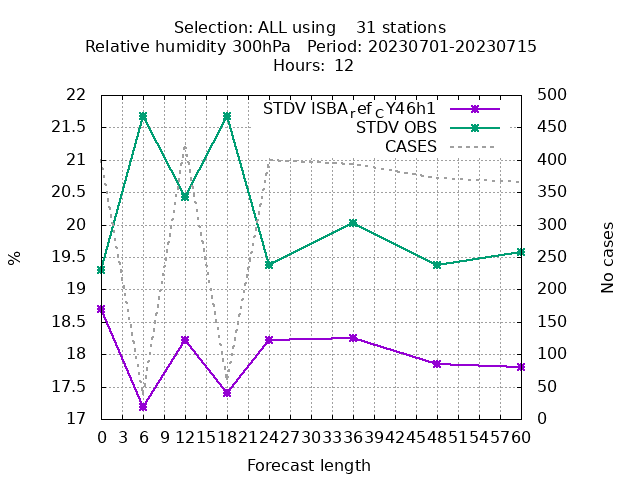 Selection: ALL using    31 stations
Relative humidity 300hPa   Period: 20230701-20230715
Hours:  12
STDV ISBA_ref_CY46h1
STDV OBS
CASES
22
21.5
21
20.5
20
19.5
19
18.5
18
17.5
17
%
500
450
400
350
300
250
200
150
100
50
0
No cases
0 3 6 9 12 15 18 21 24 27 30 33 36 39 42 45 48 51 54 57 60
Forecast length